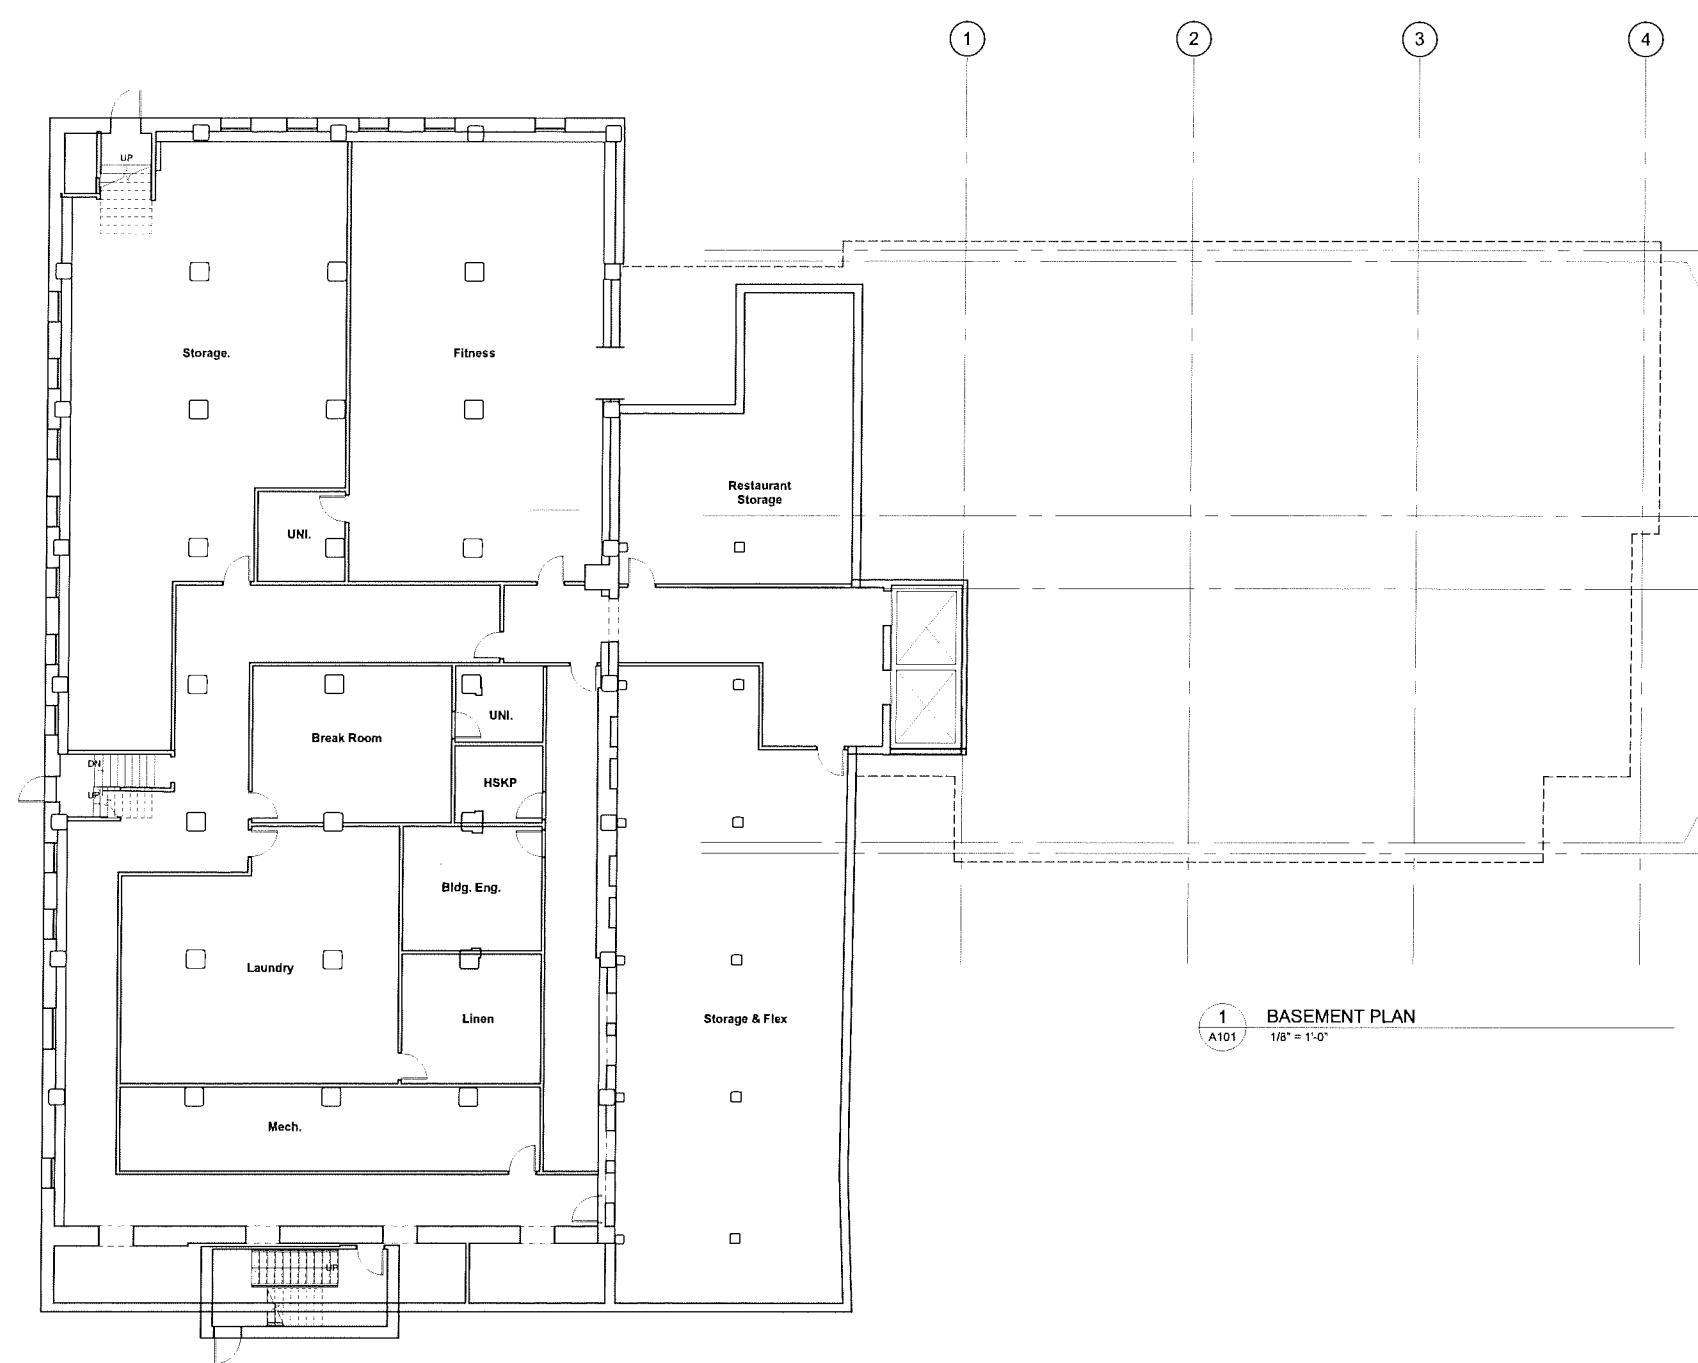 1
2
3
4
UP
Storage.
Fitness
Restaurant
Storage
UNI.
UNI.
Break Room
DN
HSKP
UP
Bldg. Eng.
Laundry
Linen
Storage & Flex
1
BASEMENT PLAN
A101
1/8" = 1'-0"
Mech.
UP